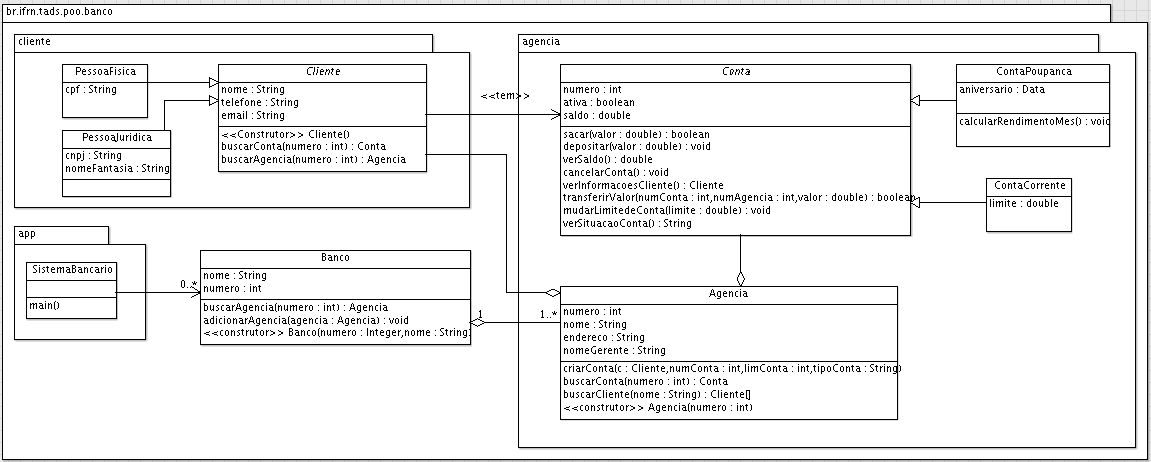 br.ifrn.tads.poo.banco
cliente
PessoaFisica
cpf : String
PessoaJuridica
cnpj : String
nomeFantasia : String
Cliente
nome : String
telefone : String
email : String
<<Construtor>> Cliente()
buscarConta(numero : int) : Conta
buscarAgencia(numero : int) : Agencia
<<tem>>
agencia
Conta
numero : int
ativa : boolean
saldo : double
sacar(valor : double) : boolean
depositar(valor : double) : void
verSaldo() : double
cancelarConta() : void
verInformacoesCliente() : Cliente
transferirValor(numConta : int,numAgencia : int,valor : double) : boolean
mudarLimitedeConta(limite : double) : void
verSituacaoConta() : String
ContaPoupanca
aniversario : Data
calcularRendimentoMes() : void
ContaCorrente
limite : double
app
SistemaBancario
main()
0..*
Banco
nome : String
numero : int
buscarAgencia(numero : int) : Agencia
adicionarAgencia(agencia : Agencia) : void
<<construtor>> Banco(numero : Integer,nome : String
1
1..*
Agencia
numero : int
nome : String
endereco : String
nomeGerente : String
criarConta(c : Cliente,numConta : int,limConta : int,tipoConta : String)
buscarConta(numero : int) : Conta
buscarCliente(nome : String) : Cliente[]
<<construtor>> Agencia(numero : int)